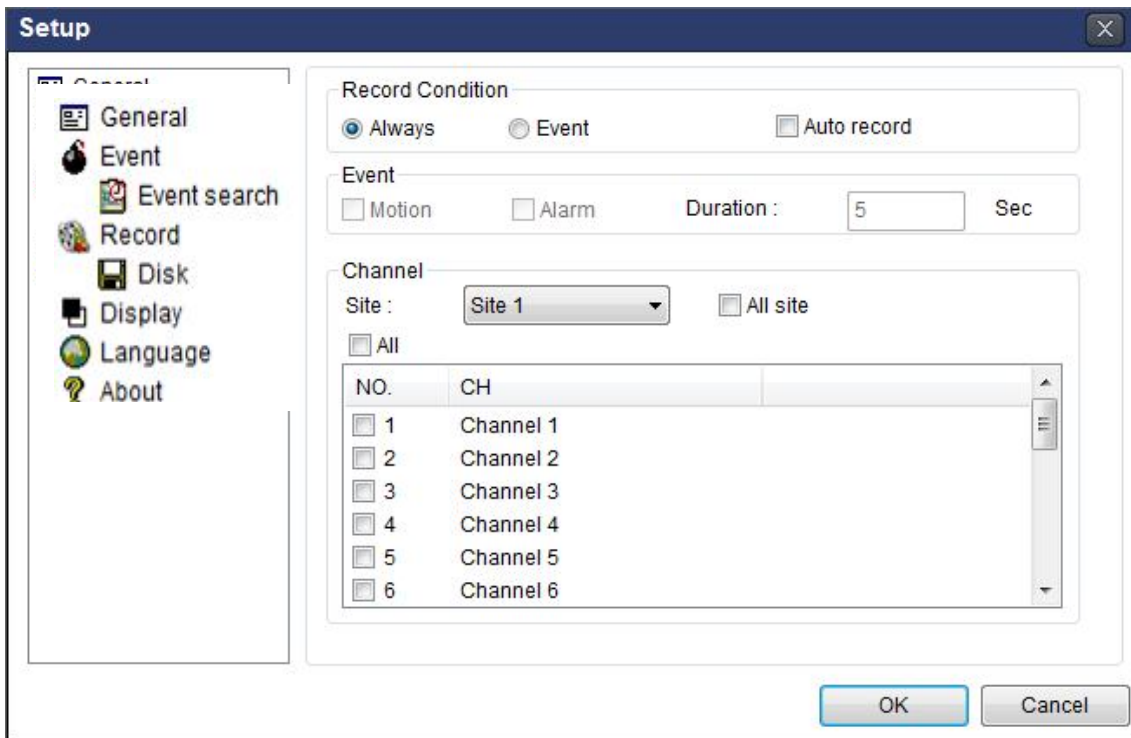 Setup
General
General
Event
Event search
Record
Disk
Display
Language
About
Record Condition
Always Event Auto record
Event
Motion Alarm Duration : 5 Sec
Channel
Site : Site 1 All site
All
NO. CH
1 Channel 1
2 Channel 2
3 Channel 3
4 Channel 4
5 Channel 5
6 Channel 6
OK Cancel